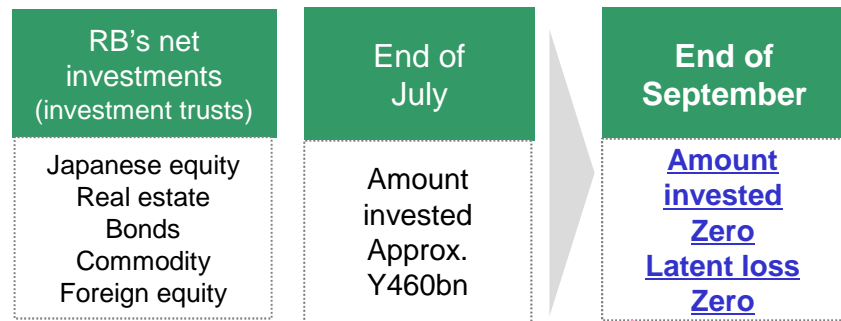 RB's net
investments
(investment trusts)
Japanese equity
Real estate
Bonds
Commodity
Foreign equity
End of
July
Amount
invested
Approx.
Y460bn
End of
September
Amount
invested
Zero
Latent loss
Zero